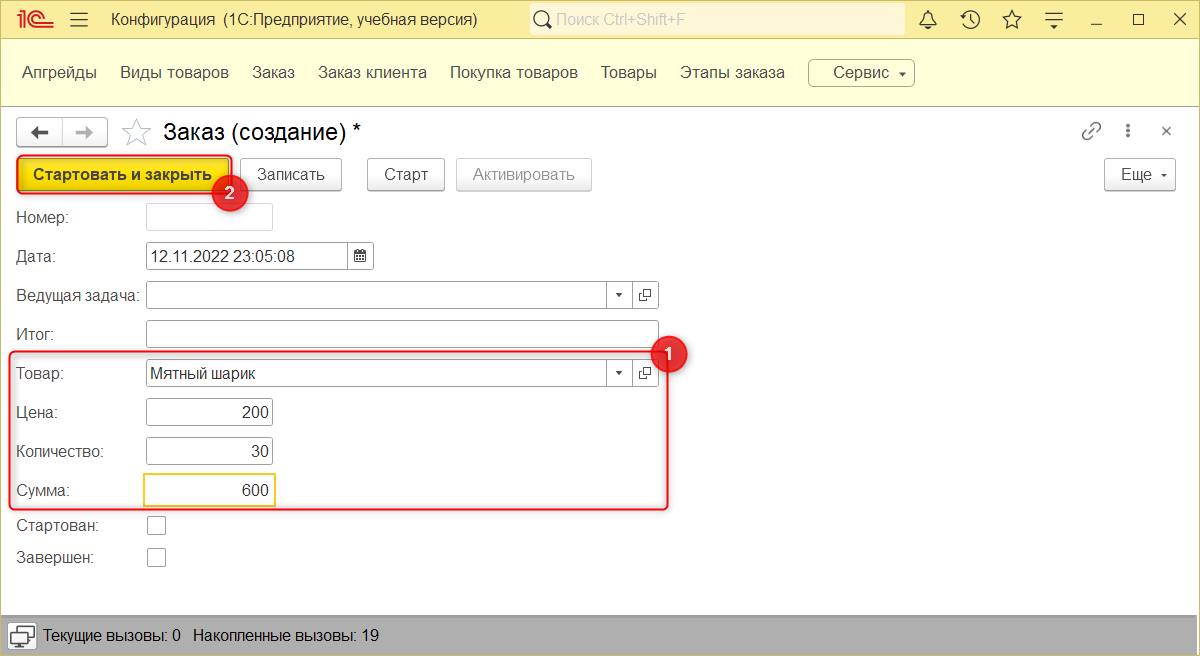 1С Конфигурация (1С:Предприятие, учебная версия) Поиск Ctrl+Shift+F
Апгрейды Виды товаров Заказ Заказ клиента Покупка товаров Товары Этапы заказа Сервис
Заказ (создание) *
Стартовать и закрыть Записать Старт Активировать Еще
2
Номер:
Дата: 12.11.2022 23:05:08
Ведущая задача:
Итог:
1
Товар: Мятный шарик
Цена: 200
Количество: 30
Сумма: 600
Стартован:
Завершен:
Текущие вызовы: 0 Накопленные вызовы: 19